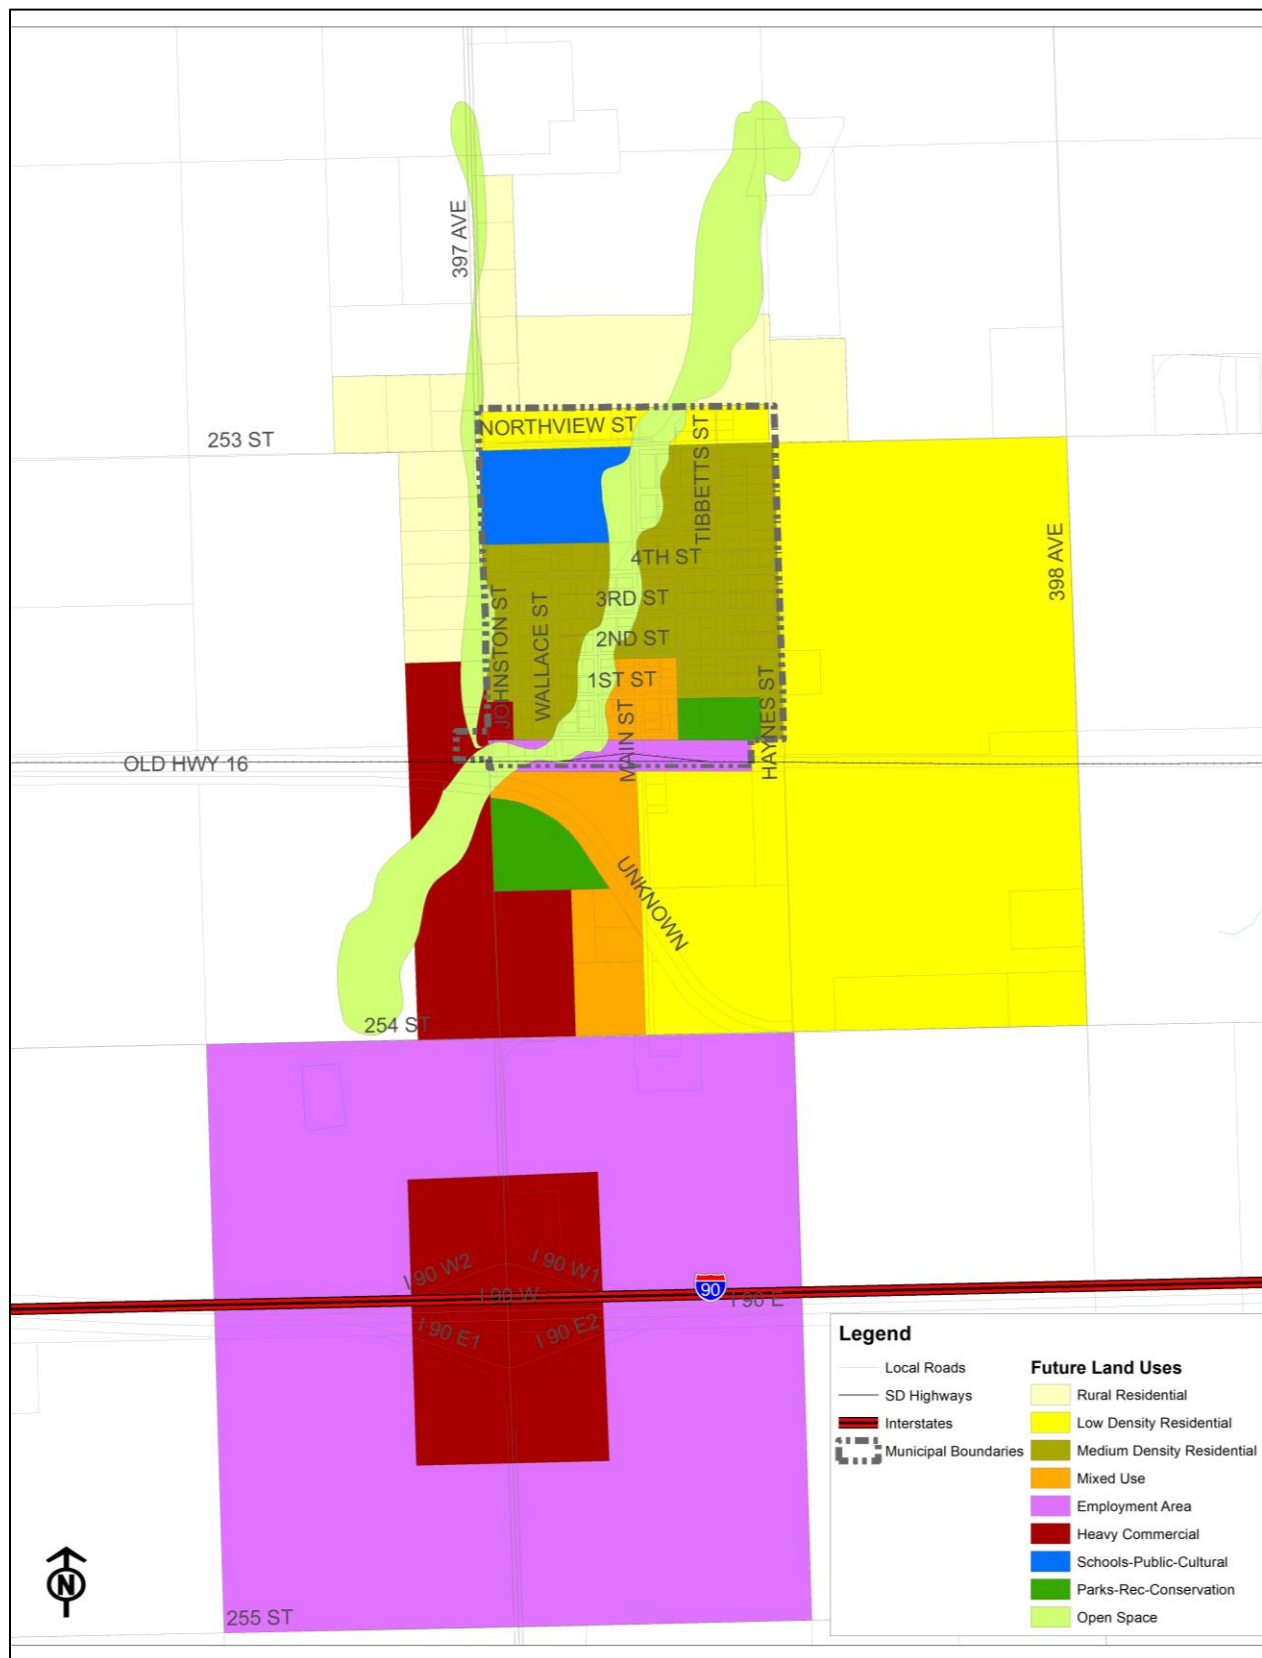 397 AVE
253 ST
NORTHVIEW ST
TIBBETTS ST
4TH ST
398 AVE
3RD ST
JOHNSTON ST
WALLACE ST
2ND ST
1ST ST
MAIN ST
HAYNES ST
OLD HWY 16
UNKNOWN
254 ST
I 90 W2
I 90 W1
90
I 90 W
I 90 E
I 90 E1
I 90 E2
255 ST
N
Legend
Local Roads
SD Highways
Interstates
Municipal Boundaries
Future Land Uses
Rural Residential
Low Density Residential
Medium Density Residential
Mixed Use
Employment Area
Heavy Commercial
Schools-Public-Cultural
Parks-Rec-Conservation
Open Space